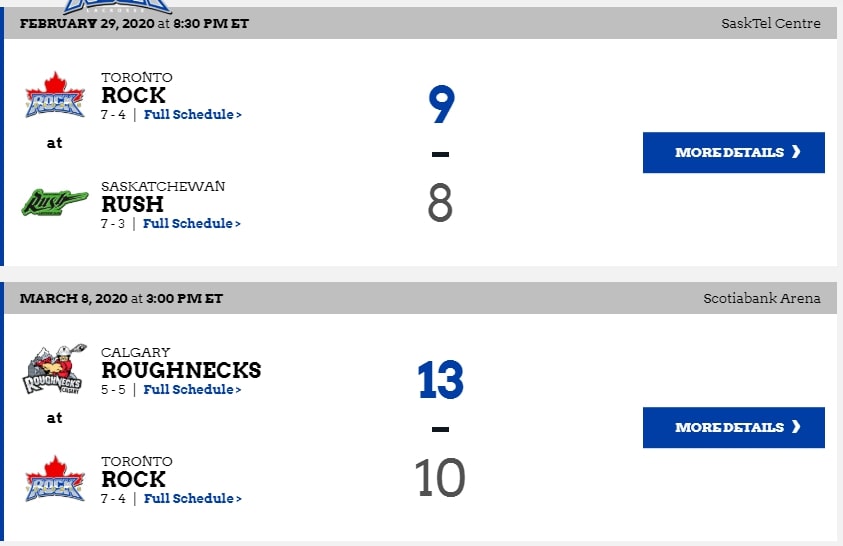 LACROSSE
FEBRUARY 29, 2020 at 8:30 PM ET
SaskTel Centre
ROCK
TORONTO
ROCK
7 - 4 | Full Schedule >
9
at
–
MORE DETAILS ❯
Rush
SASKATCHEWAN
RUSH
7 - 3 | Full Schedule >
8
MARCH 8, 2020 at 3:00 PM ET
Scotiabank Arena
ROUGHNECKS
CALGARY
CALGARY
ROUGHNECKS
5 - 5 | Full Schedule >
13
at
–
MORE DETAILS ❯
ROCK
TORONTO
ROCK
7 - 4 | Full Schedule >
10